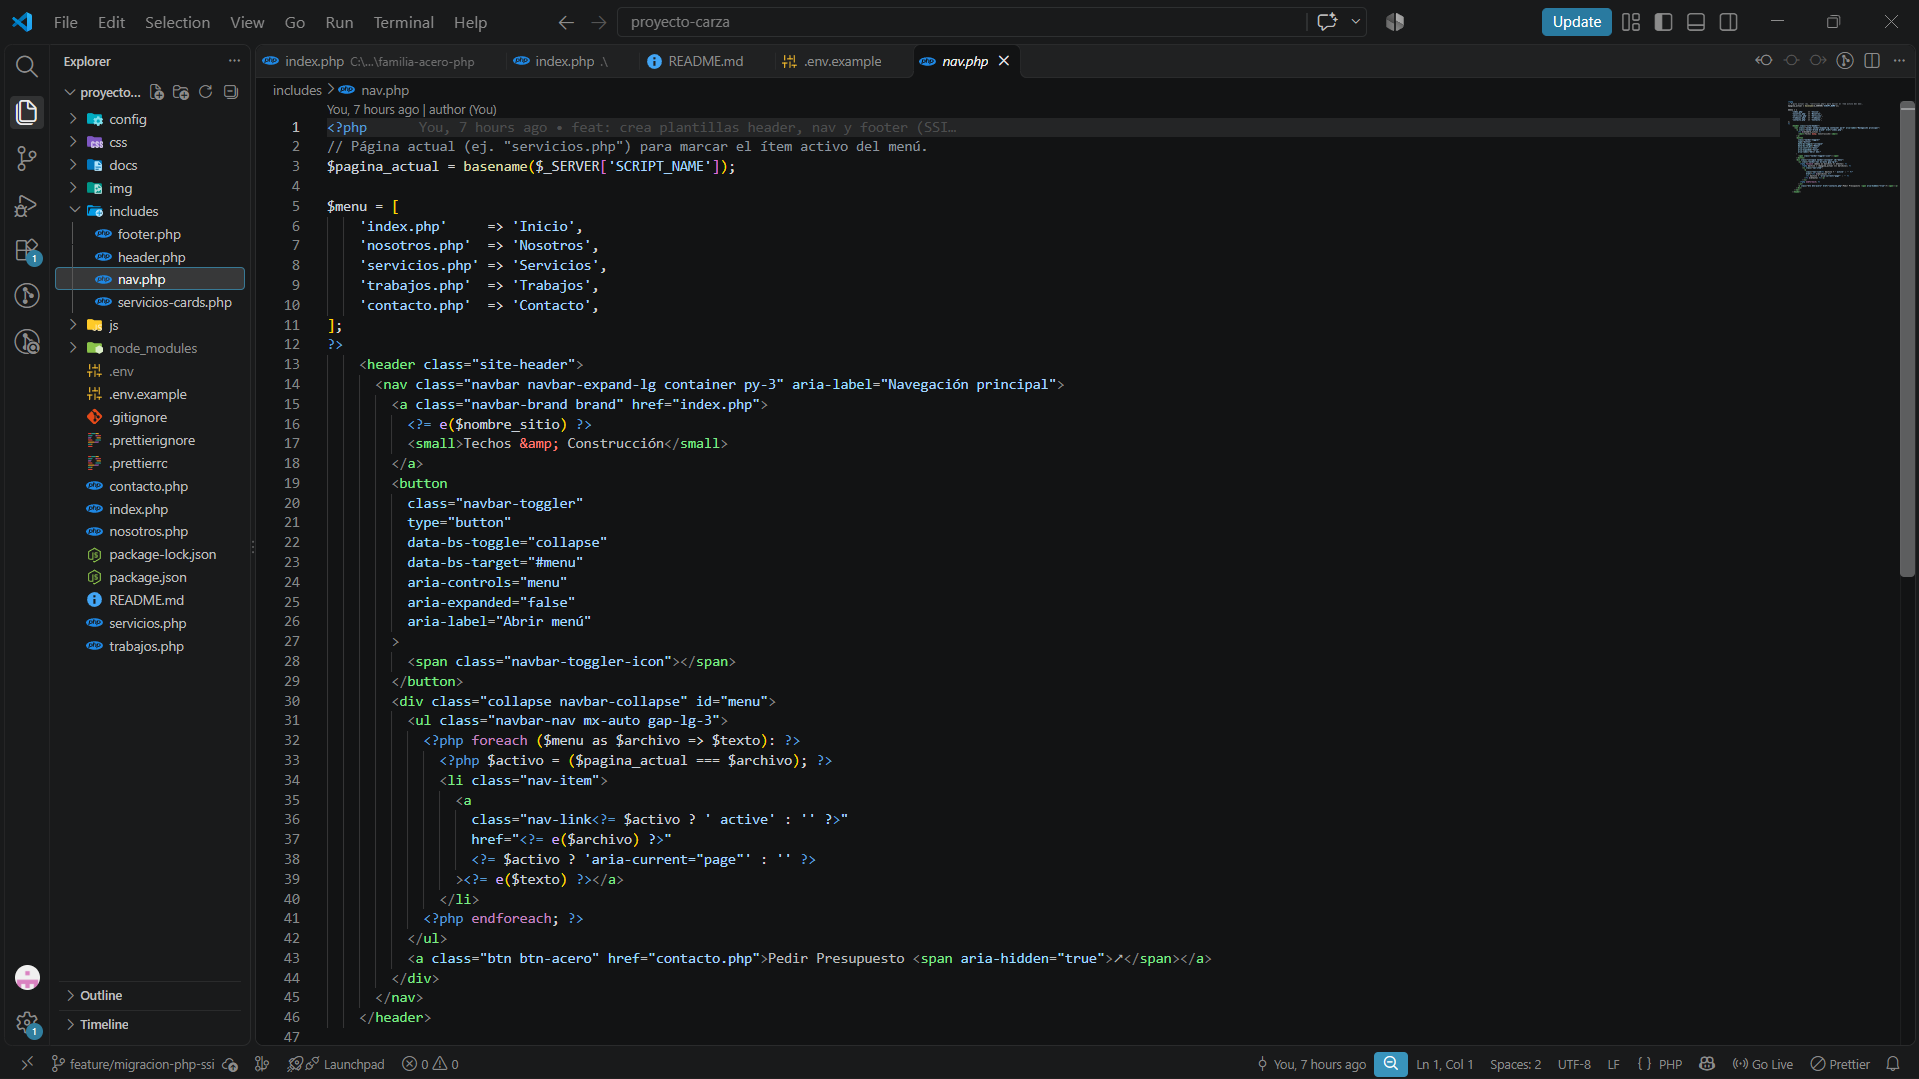 File Edit Selection View Go Run Terminal Help
proyecto-carza
Update
Explorer
proyecto...
config
css
docs
img
includes
footer.php
header.php
nav.php
servicios-cards.php
js
node_modules
.env
.env.example
.gitignore
.prettierignore
.prettierrc
contacto.php
index.php
nosotros.php
package-lock.json
package.json
README.md
servicios.php
trabajos.php
Outline
Timeline
index.php C:\...\familia-acero-php
index.php .\
README.md
.env.example
nav.php
includes > nav.php
You, 7 hours ago | author (You)
1 <?php You, 7 hours ago • feat: crea plantillas header, nav y footer (SSI…
2 // Página actual (ej. "servicios.php") para marcar el ítem activo del menú.
3 $pagina_actual = basename($_SERVER['SCRIPT_NAME']);
4
5 $menu = [
6 'index.php' => 'Inicio',
7 'nosotros.php' => 'Nosotros',
8 'servicios.php' => 'Servicios',
9 'trabajos.php' => 'Trabajos',
10 'contacto.php' => 'Contacto',
11 ];
12 ?>
13 <header class="site-header">
14 <nav class="navbar navbar-expand-lg container py-3" aria-label="Navegación principal">
15 <a class="navbar-brand brand" href="index.php">
16 <?= e($nombre_sitio) ?>
17 <small>Techos &amp; Construcción</small>
18 </a>
19 <button
20 class="navbar-toggler"
21 type="button"
22 data-bs-toggle="collapse"
23 data-bs-target="#menu"
24 aria-controls="menu"
25 aria-expanded="false"
26 aria-label="Abrir menú"
27 >
28 <span class="navbar-toggler-icon"></span>
29 </button>
30 <div class="collapse navbar-collapse" id="menu">
31 <ul class="navbar-nav mx-auto gap-lg-3">
32 <?php foreach ($menu as $archivo => $texto): ?>
33 <?php $activo = ($pagina_actual === $archivo); ?>
34 <li class="nav-item">
35 <a
36 class="nav-link<?= $activo ? ' active' : '' ?>"
37 href="<?= e($archivo) ?>"
38 <?= $activo ? 'aria-current="page"' : '' ?>
39 ><?= e($texto) ?></a>
40 </li>
41 <?php endforeach; ?>
42 </ul>
43 <a class="btn btn-acero" href="contacto.php">Pedir Presupuesto <span aria-hidden="true">↗</span></a>
44 </div>
45 </nav>
46 </header>
47
feature/migracion-php-ssi Launchpad 0 0 You, 7 hours ago Ln 1, Col 1 Spaces: 2 UTF-8 LF { } PHP Go Live Prettier